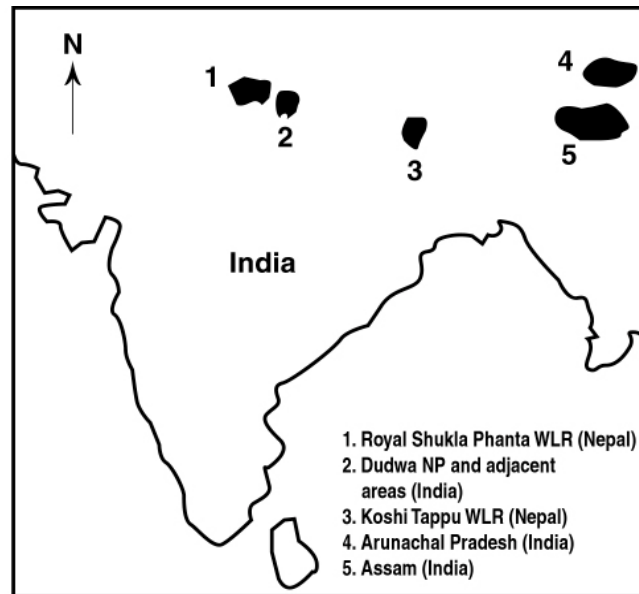 N
1
2
3
4
5
India
1. Royal Shukla Phanta WLR (Nepal)
2. Dudwa NP and adjacent
areas (India)
3. Koshi Tappu WLR (Nepal)
4. Arunachal Pradesh (India)
5. Assam (India)